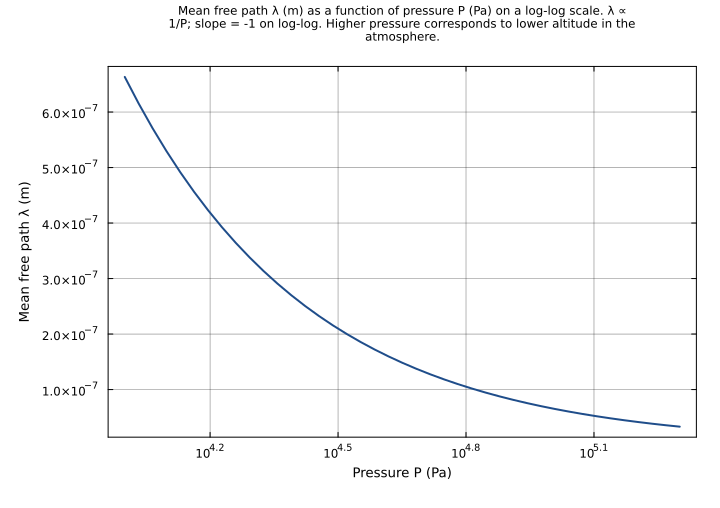 Mean free path λ (m) as a function of pressure P (Pa) on a log-log scale. λ ∝
1/P; slope = -1 on log-log. Higher pressure corresponds to lower altitude in the
atmosphere.
6.0×10⁻⁷
5.0×10⁻⁷
4.0×10⁻⁷
3.0×10⁻⁷
2.0×10⁻⁷
1.0×10⁻⁷
Mean free path λ (m)
10^4.2 10^4.5 10^4.8 10^5.1
Pressure P (Pa)